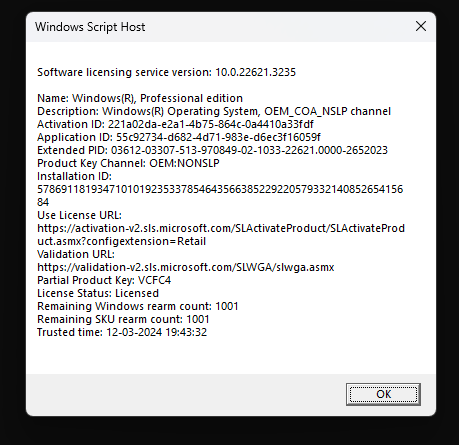 Windows Script Host
Software licensing service version: 10.0.22621.3235
Name: Windows(R), Professional edition
Description: Windows(R) Operating System, OEM_COA_NSLP channel
Activation ID: 221a02da-e2a1-4b75-864c-0a4410a33fdf
Application ID: 55c92734-d682-4d71-983e-d6ec3f16059f
Extended PID: 03612-03307-513-970849-02-1033-22621.0000-2652023
Product Key Channel: OEM:NONSLP
Installation ID:
578691181934710101923533785464356638522922057933214085265415​6
84
Use License URL:
https://activation-v2.sls.microsoft.com/SLActivateProduct/SLActivateProd
uct.asmx?configextension=Retail
Validation URL:
https://validation-v2.sls.microsoft.com/SLWGA/slwga.asmx
Partial Product Key: VCFC4
License Status: Licensed
Remaining Windows rearm count: 1001
Remaining SKU rearm count: 1001
Trusted time: 12-03-2024 19:43:32
OK